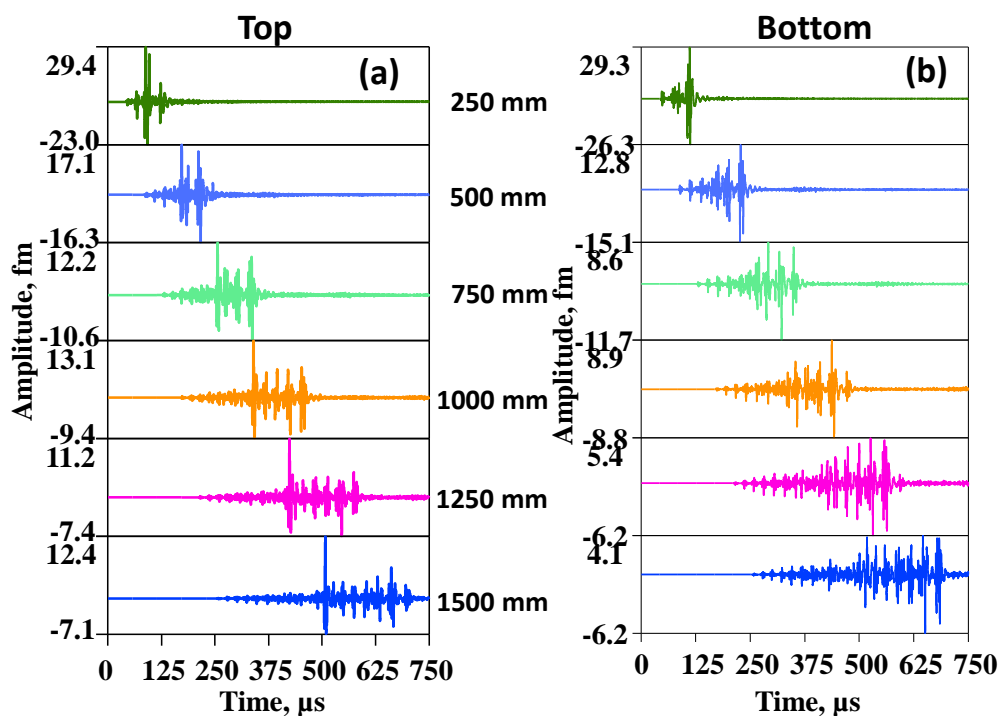 Top
Bottom
(a)
(b)
29.4
-23.0
17.1
-16.3
12.2
-10.6
13.1
-9.4
11.2
-7.4
12.4
-7.1
Amplitude, fm
0 125 250 375 500 625 750
Time, µs
250 mm
500 mm
750 mm
1000 mm
1250 mm
1500 mm
29.3
-26.3
12.8
-15.1
8.6
-11.7
8.9
-8.8
5.4
-6.2
4.1
-6.2
Amplitude, fm
0 125 250 375 500 625 750
Time, µs